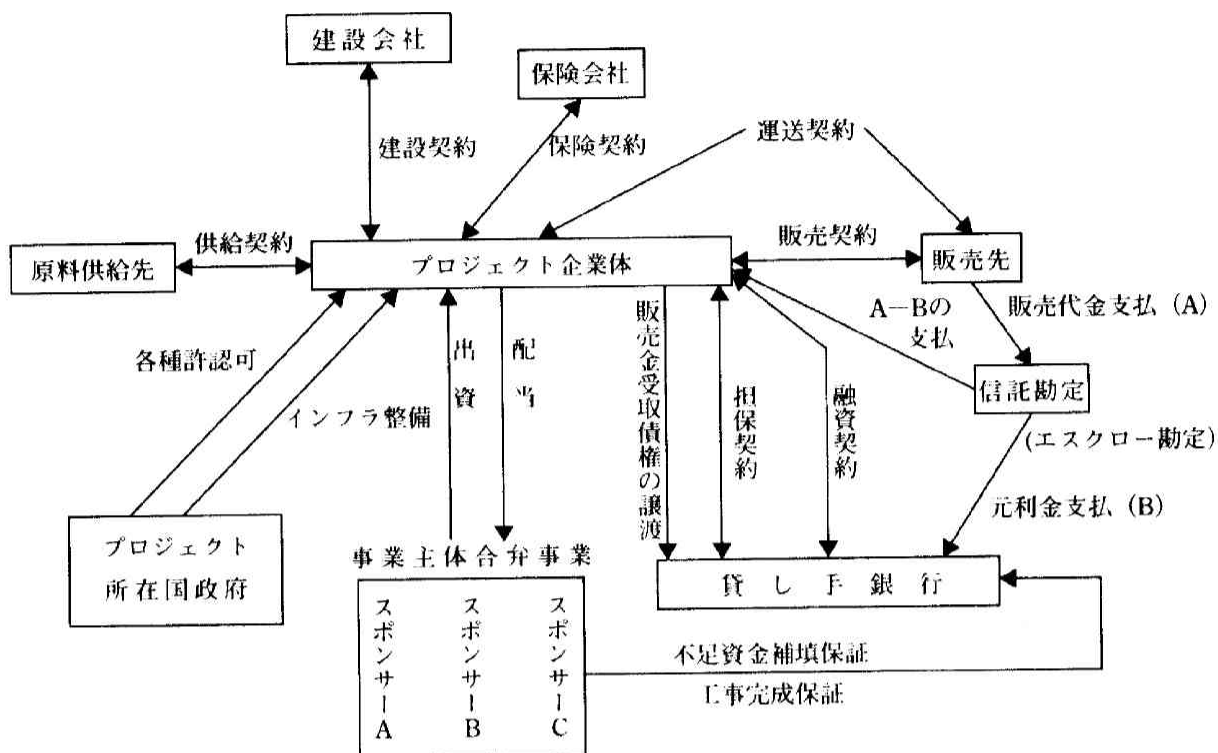 建設会社
保険会社
運送契約
建設契約
保険契約
供給契約
販売契約
原料供給先
プロジェクト企業体
販売先
A—Bの
支払
販売代金支払 (A)
各種許認可
出資
配当
販売金受取債権の譲渡
担保契約
融資契約
信託勘定
(エスクロー勘定)
インフラ整備
元利金支払 (B)
プロジェクト
所在国政府
事業主体合弁事業
貸し手銀行
スポンサーA
スポンサーB
スポンサーC
不足資金補填保証
工事完成保証